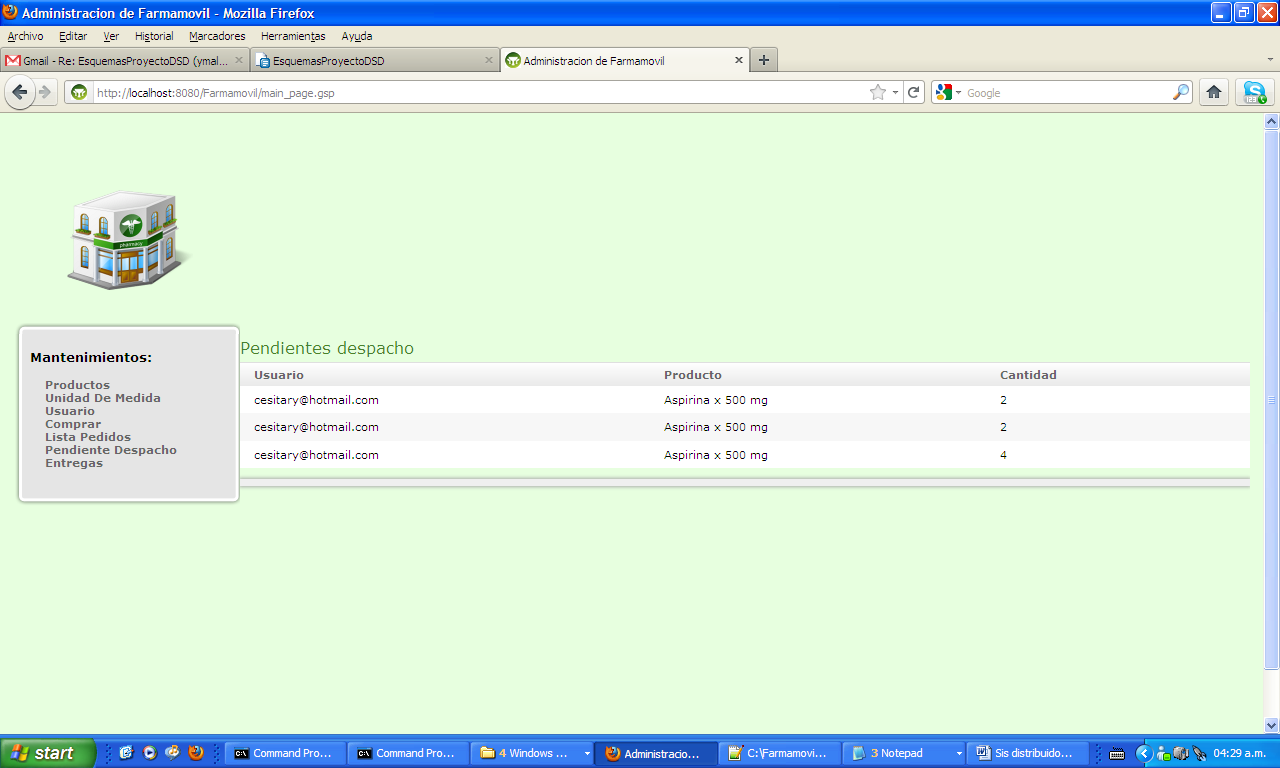 Administracion de Farmamovil - Mozilla Firefox
Archivo Editar Ver Historial Marcadores Herramientas Ayuda
Gmail - Re: EsquemasProyectoDSD (ymal... EsquemasProyectoDSD Administracion de Farmamovil
http://localhost:8080/Farmamovil/main_page.gsp Google
pharmacy
Mantenimientos:
Productos
Unidad De Medida
Usuario
Comprar
Lista Pedidos
Pendiente Despacho
Entregas
Pendientes despacho
Usuario Producto Cantidad
cesitary@hotmail.com Aspirina x 500 mg 2
cesitary@hotmail.com Aspirina x 500 mg 2
cesitary@hotmail.com Aspirina x 500 mg 4
start Command Pro... Command Pro... 4 Windows ... Administracio... C:\Farmamovi... 3 Notepad Sis distribuido... 04:29 a.m.